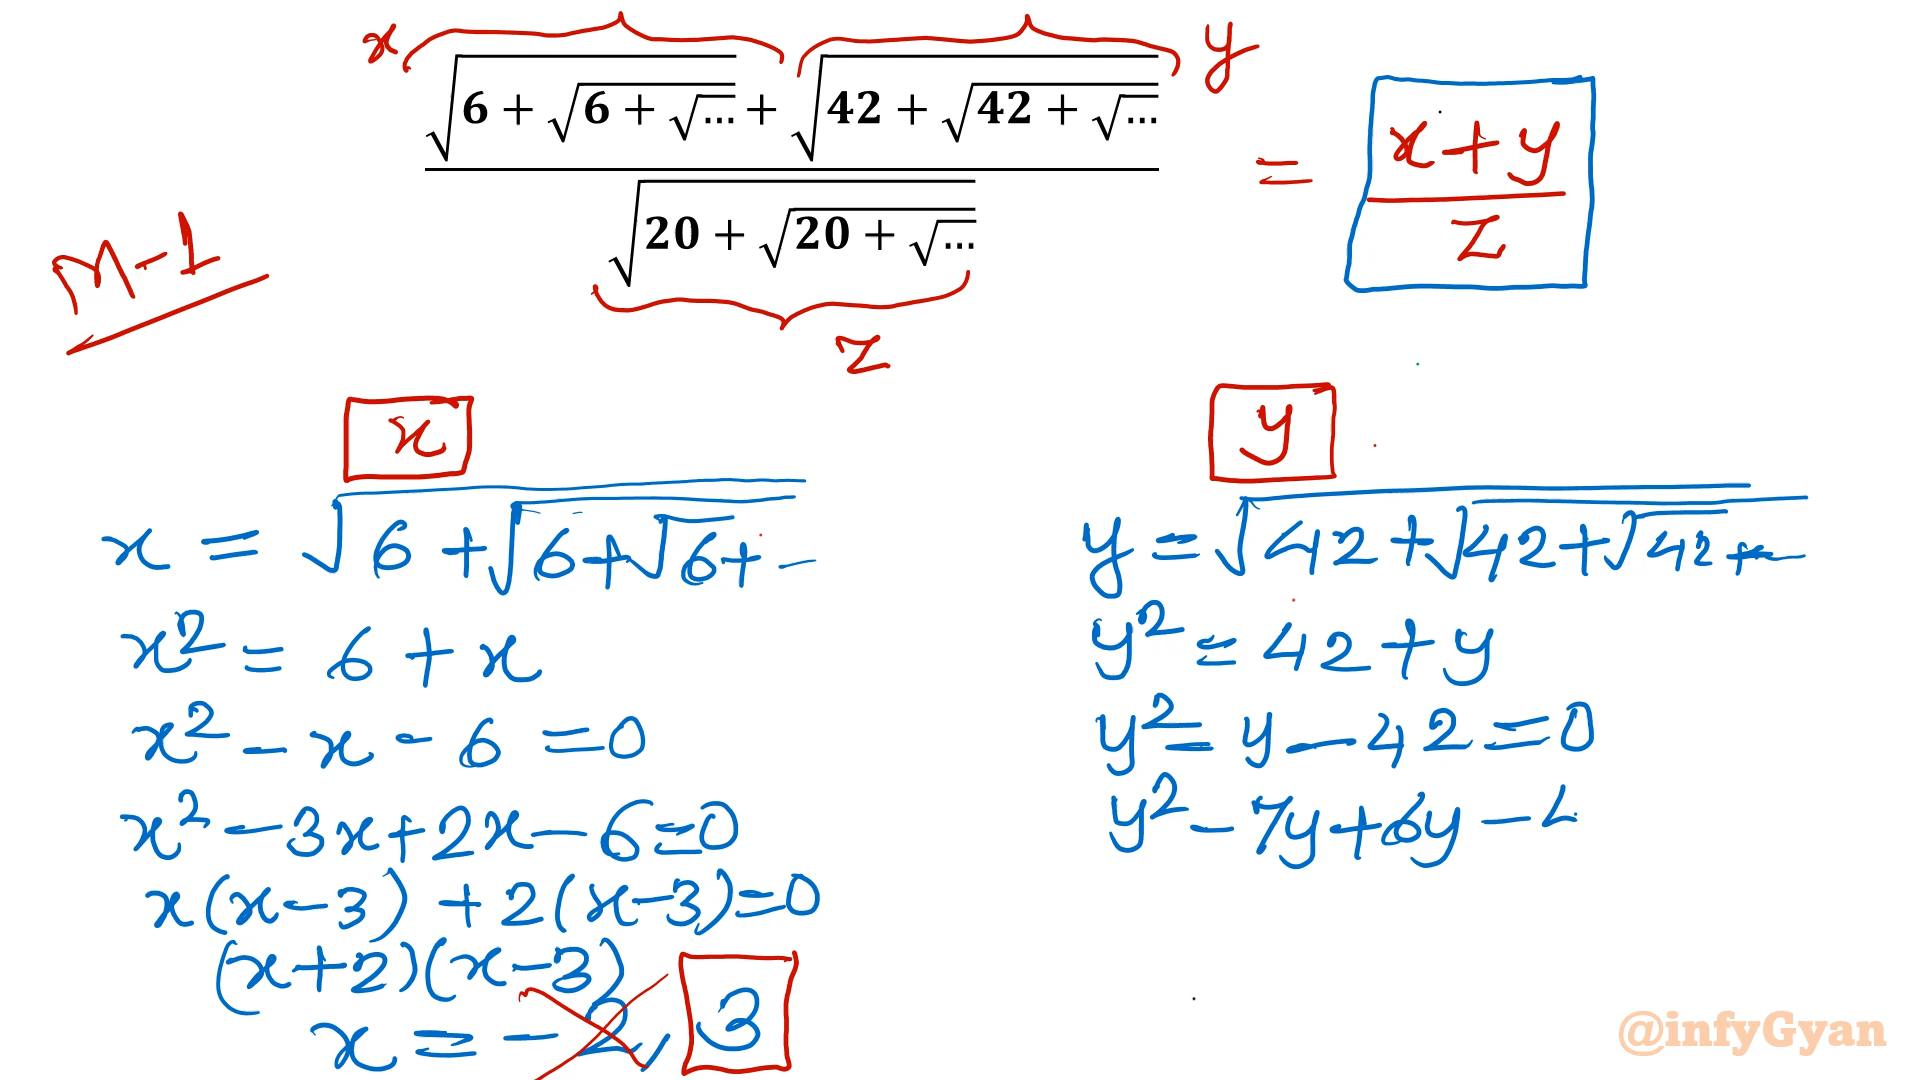 x √(6 + √(6 + √...)) + √(42 + √(42 + √...)) y
√(20 + √(20 + √...))
= x+y
z
z
M-1
x
x = √6 + √6 + √6 + —
x² = 6 + x
x² - x - 6 = 0
x² - 3x + 2x - 6 = 0
x(x-3) + 2(x-3) = 0
(x+2)(x-3)
x = -2, 3
y
y = √42 + √42 + √42 + —
y² = 42 + y
y² = y - 42 = 0
y² - 7y + 6y - 4
@infyGyan